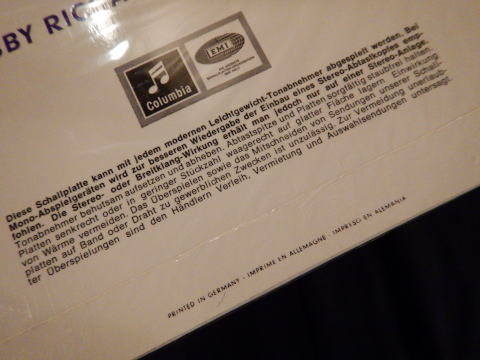 BBY RICH
Columbia
EMI
Diese Schallplatte kann mit jedem modernen Leichtgewicht-Tonabnehmer abgespielt werden. Bei
Mono-Abspielgeräten wird zur besseren Wiedergabe der Einbau eines Stereo-Abtastkopfes emp-
fohlen. Die Stereo- oder Breitklang-Wirkung erhält man jedoch nur auf einer Stereo-Anlage.
Tonabnehmer behutsam aufsetzen und abheben. Abtastspitze und Platten sorgfältig staubfrei halten.
Platten senkrecht oder in geringer Stückzahl waagerecht auf glatter Fläche lagern. Einwirkung
von Wärme vermeiden. Das Überspielen sowie das Mitschneiden von Sendungen unserer Schall-
platten auf Band oder Draht zu gewerblichen Zwecken ist unzulässig. Zur Vermeidung unerlaub-
ter Überspielungen sind den Händlern Verleih, Vermietung und Auswahlsendungen untersagt.
PRINTED IN GERMANY · IMPRIMÉ EN ALLEMAGNE · IMPRESO EN ALEMANIA